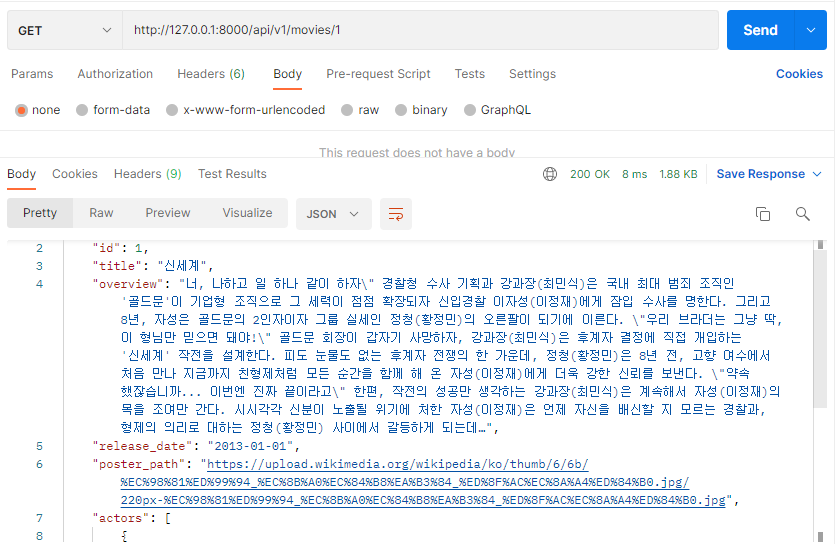 GET http://127.0.0.1:8000/api/v1/movies/1 Send
Params Authorization Headers (6) Body Pre-request Script Tests Settings Cookies
none form-data x-www-form-urlencoded raw binary GraphQL
This request does not have a body
Body Cookies Headers (9) Test Results 200 OK 8 ms 1.88 KB Save Response
Pretty Raw Preview Visualize JSON
2 "id": 1,
3 "title": "신세계",
4 "overview": "너, 나하고 일 하나 같이 하자\" 경찰청 수사 기획과 강과장(최민식)은 국내 최대 범죄 조직인
'골드문'이 기업형 조직으로 그 세력이 점점 확장되자 신입경찰 이자성(이정재)에게 잠입 수사를 명한다. 그리고
8년, 자성은 골드문의 2인자이자 그룹 실세인 정청(황정민)의 오른팔이 되기에 이른다. \"우리 브라더는 그냥 딱,
이 형님만 믿으면 돼야!\" 골드문 회장이 갑자기 사망하자, 강과장(최민식)은 후계자 결정에 직접 개입하는
'신세계' 작전을 설계한다. 피도 눈물도 없는 후계자 전쟁의 한 가운데, 정청(황정민)은 8년 전, 고향 여수에서
처음 만나 지금까지 친형제처럼 모든 순간을 함께 해 온 자성(이정재)에게 더욱 강한 신뢰를 보낸다. \"약속
했잖습니까... 이번엔 진짜 끝이라고\" 한편, 작전의 성공만 생각하는 강과장(최민식)은 계속해서 자성(이정재)의
목을 조여만 간다. 시시각각 신분이 노출될 위기에 처한 자성(이정재)은 언제 자신을 배신할 지 모르는 경찰과,
형제의 의리로 대하는 정청(황정민) 사이에서 갈등하게 되는데…",
5 "release_date": "2013-01-01",
6 "poster_path": "https://upload.wikimedia.org/wikipedia/ko/thumb/6/6b/
%EC%98%81%ED%99%94_%EC%8B%A0%EC%84%B8%EA%B3%84_%ED%8F%AC%EC%8A%A4%ED%84%B0.jpg/
220px-%EC%98%81%ED%99%94_%EC%8B%A0%EC%84%B8%EA%B3%84_%ED%8F%AC%EC%8A%A4%ED%84%B0.jpg",
7 "actors": [
8 {